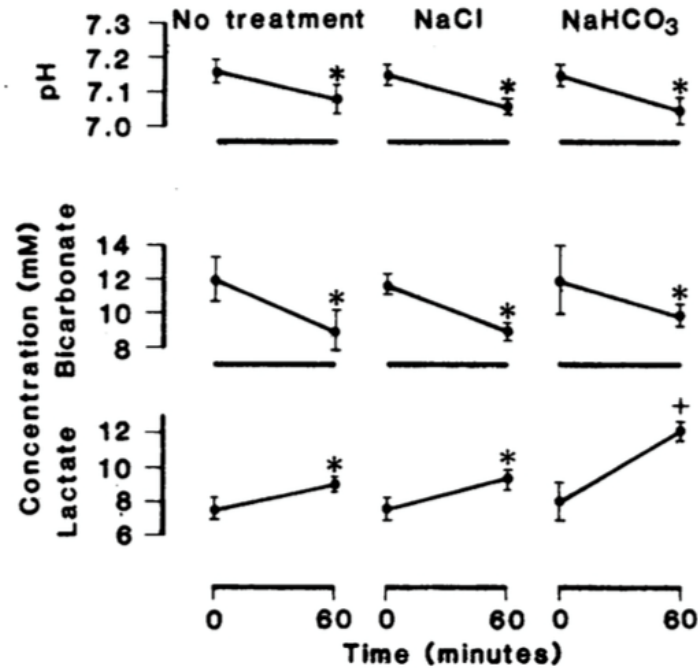 No treatment NaCl NaHCO3
7.3
7.2
7.1
7.0
pH
* * *
14
12
10
8
Concentration (mM)
Bicarbonate
* * *
12
10
8
6
Lactate
* * +
0 60 0 60 0 60
Time (minutes)